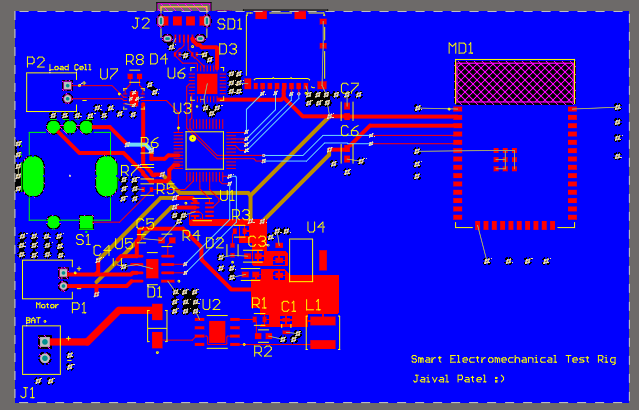 J2
SD1
D3
MD1
P2
Load Cell
R8
D4
U7
U6
C7
U3
C6
R6
R7
R5
U1
R3
S1
C5
U5
R4
D2
C3
U4
C4
Motor
P1
D1
U2
R1
C1
L1
BAT
R2
J1
Smart Electromechanical Test Rig
Jaival Patel :)